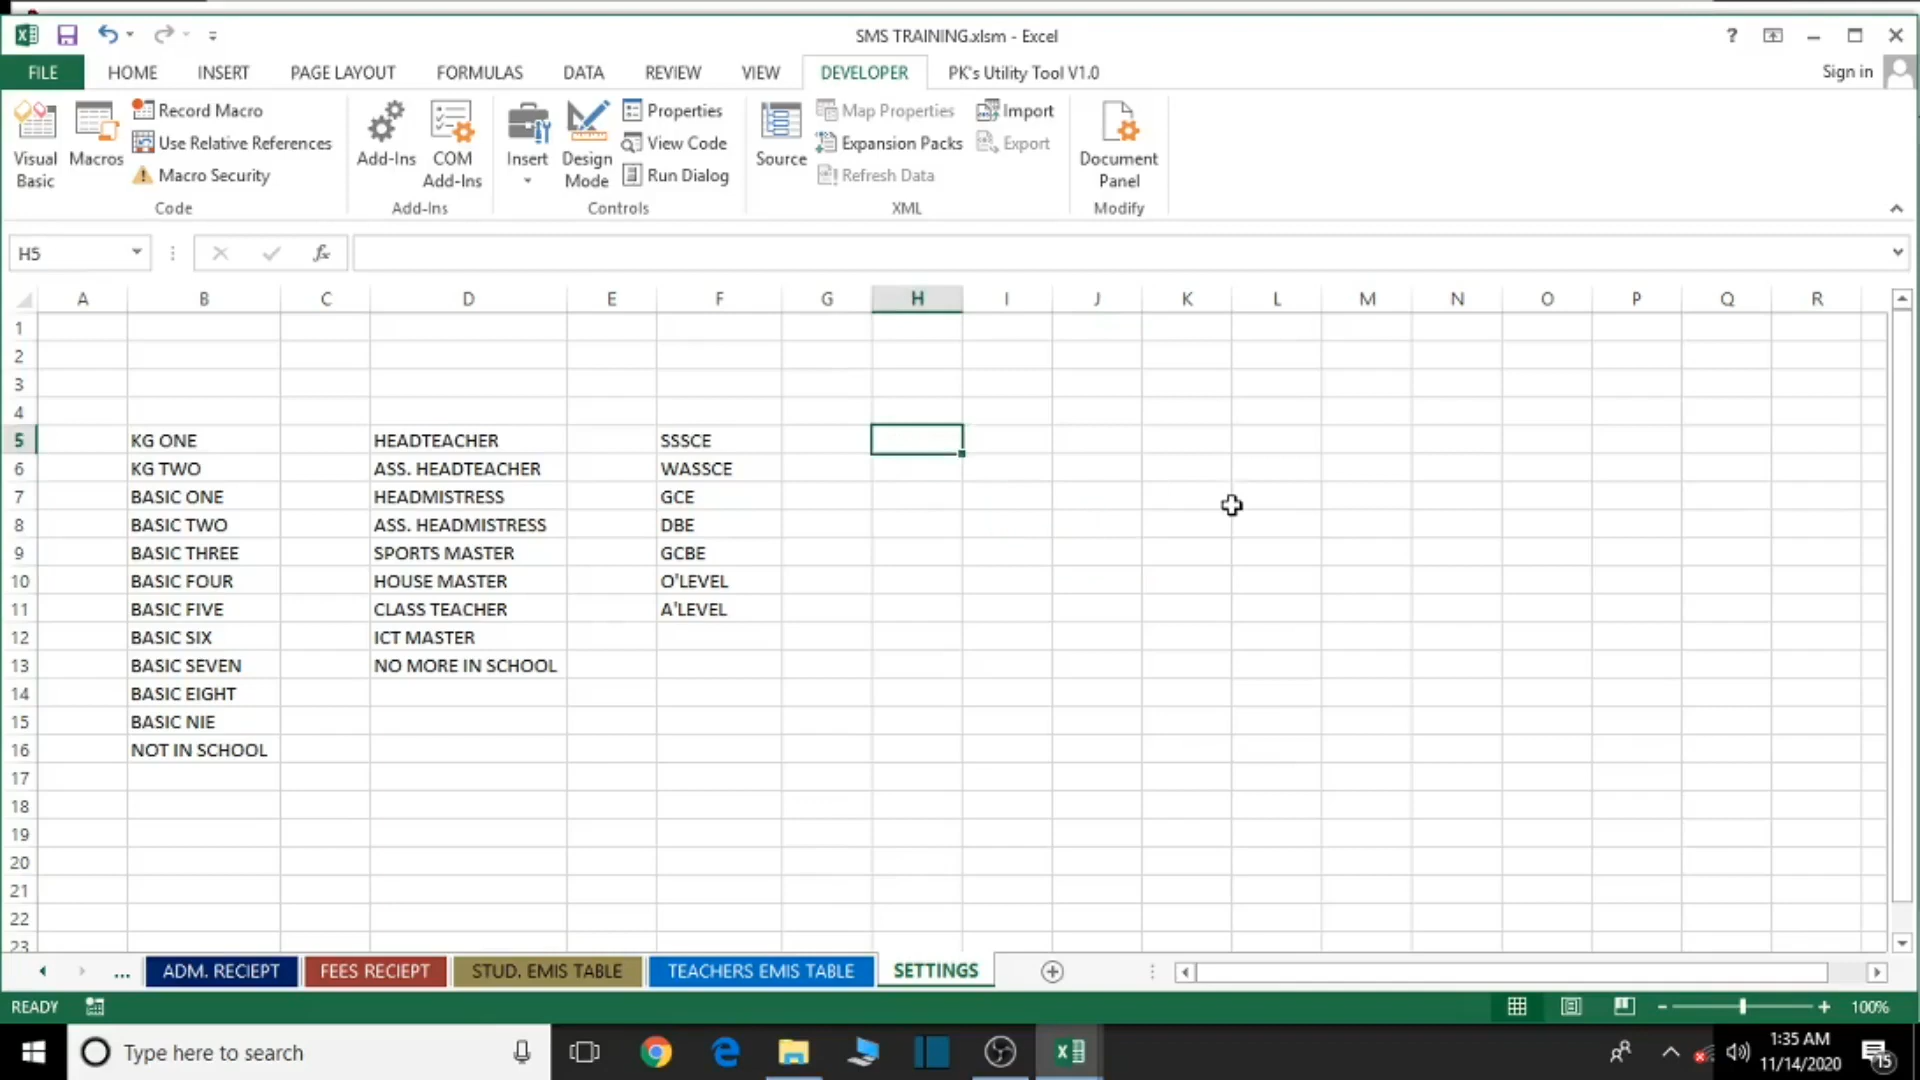 SMS TRAINING.xlsm - Excel
?
FILE HOME INSERT PAGE LAYOUT FORMULAS DATA REVIEW VIEW DEVELOPER PK's Utility Tool V1.0 Sign in
Visual Basic
Macros
Record Macro
Use Relative References
Macro Security
Code
Add-Ins
COM Add-Ins
Add-Ins
Insert
Design Mode
Properties
View Code
Run Dialog
Controls
Source
Map Properties
Expansion Packs
Refresh Data
Import
Export
XML
Document Panel
Modify
H5 fx
A B C D E F G H I J K L M N O P Q R
1
2
3
4
5 KG ONE HEADTEACHER SSSCE
6 KG TWO ASS. HEADTEACHER WASSCE
7 BASIC ONE HEADMISTRESS GCE
8 BASIC TWO ASS. HEADMISTRESS DBE
9 BASIC THREE SPORTS MASTER GCBE
10 BASIC FOUR HOUSE MASTER O'LEVEL
11 BASIC FIVE CLASS TEACHER A'LEVEL
12 BASIC SIX ICT MASTER
13 BASIC SEVEN NO MORE IN SCHOOL
14 BASIC EIGHT
15 BASIC NIE
16 NOT IN SCHOOL
17
18
19
20
21
22
23
... ADM. RECIEPT FEES RECIEPT STUD. EMIS TABLE TEACHERS EMIS TABLE SETTINGS
READY 100%
Type here to search 1:35 AM
11/14/2020 15